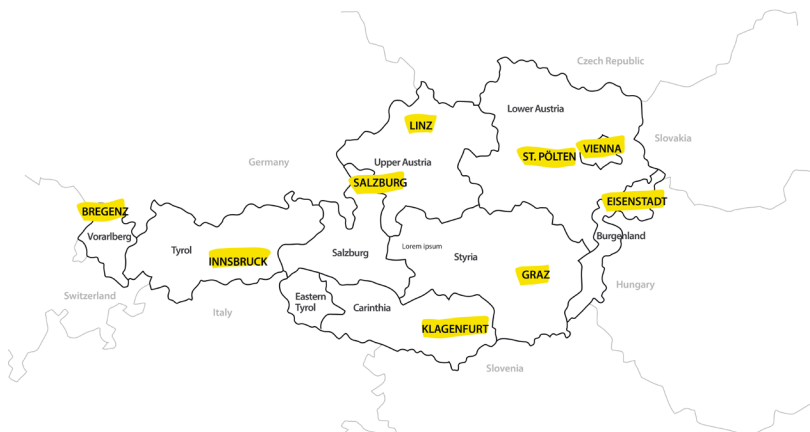 Czech Republic
Lower Austria
LINZ
Slovakia
VIENNA
ST. PÖLTEN
Germany
Upper Austria
SALZBURG
EISENSTADT
BREGENZ
Vorarlberg
Burgenland
Tyrol
Lorem ipsum
Salzburg
Styria
INNSBRUCK
GRAZ
Hungary
Switzerland
Eastern
Tyrol
Carinthia
Italy
KLAGENFURT
Slovenia